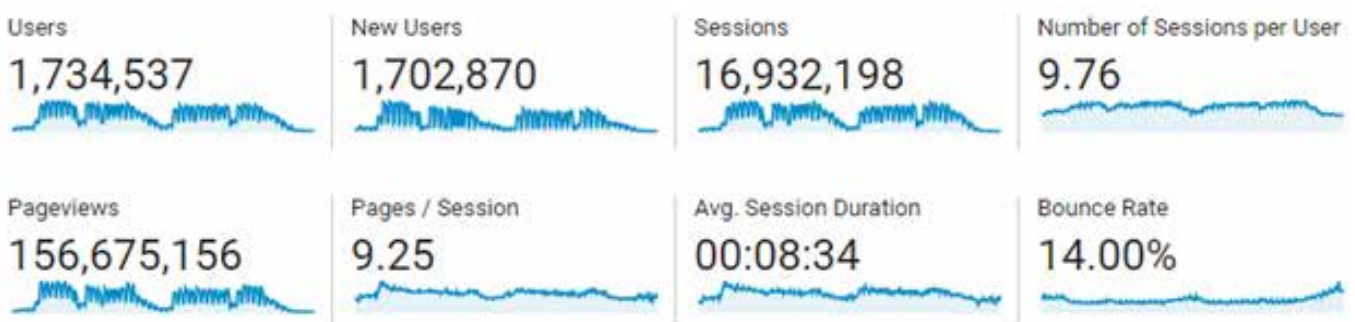 Users
1,734,537
New Users
1,702,870
Sessions
16,932,198
Number of Sessions per User
9.76
Pageviews
156,675,156
Pages / Session
9.25
Avg. Session Duration
00:08:34
Bounce Rate
14.00%